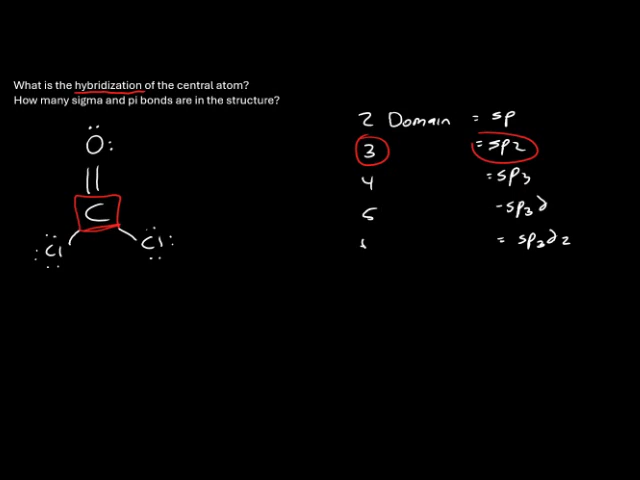 What is the hybridization of the central atom?
How many sigma and pi bonds are in the structure?
2 Domain = sp
3 = sp2
4 = sp3
5 - sp3d
= sp3d2
O
C
Cl Cl